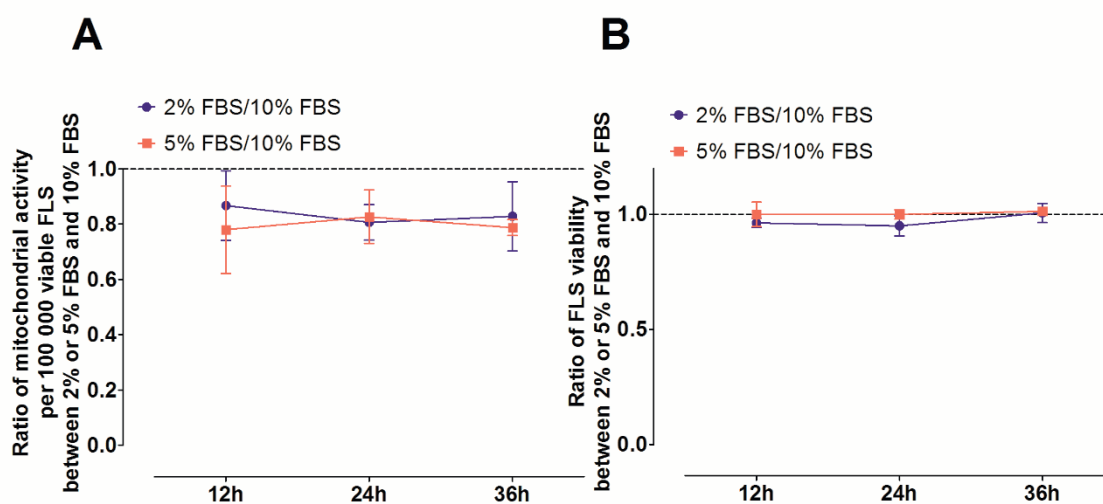 A
2% FBS/10% FBS
5% FBS/10% FBS
Ratio of mitochondrial activity
per 100 000 viable FLS
between 2% or 5% FBS and 10% FBS
1.0
0.8
0.6
0.4
0.2
0.0
12h
24h
36h
B
2% FBS/10% FBS
5% FBS/10% FBS
Ratio of FLS viability
between 2% or 5% FBS and 10% FBS
1.0
0.5
0.0
12h
24h
36h